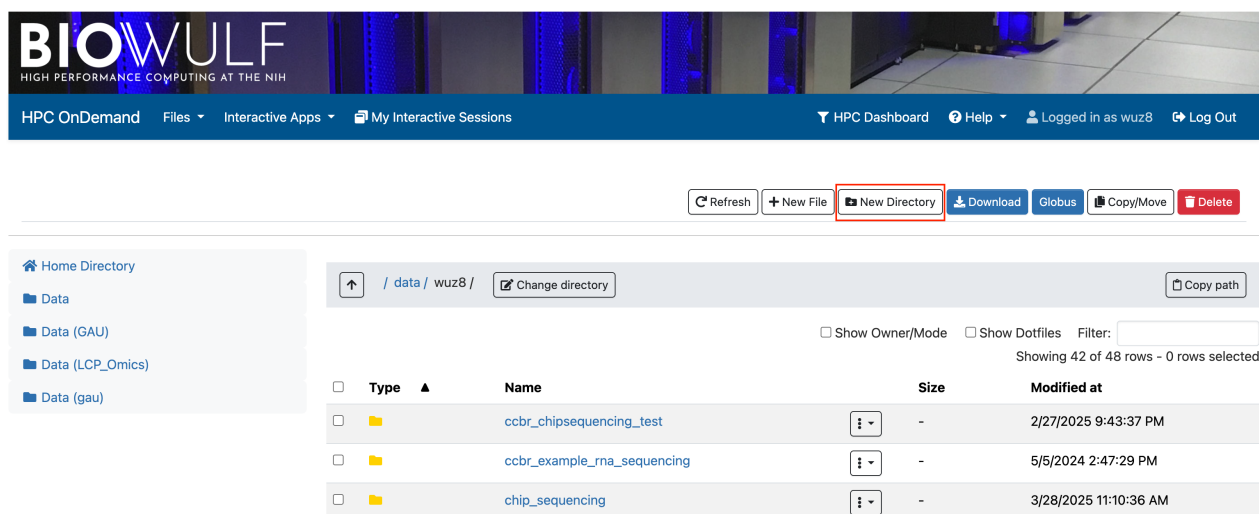 BIOWULF
HIGH PERFORMANCE COMPUTING AT THE NIH
HPC OnDemand Files Interactive Apps My Interactive Sessions HPC Dashboard Help Logged in as wuz8 Log Out
Refresh New File New Directory Download Globus Copy/Move Delete
Home Directory
Data
Data (GAU)
Data (LCP_Omics)
Data (gau)
/ data / wuz8 / Change directory Copy path
Show Owner/Mode Show Dotfiles Filter:
Showing 42 of 48 rows - 0 rows selected
Type Name Size Modified at
ccbr_chipsequencing_test - 2/27/2025 9:43:37 PM
ccbr_example_rna_sequencing - 5/5/2024 2:47:29 PM
chip_sequencing - 3/28/2025 11:10:36 AM